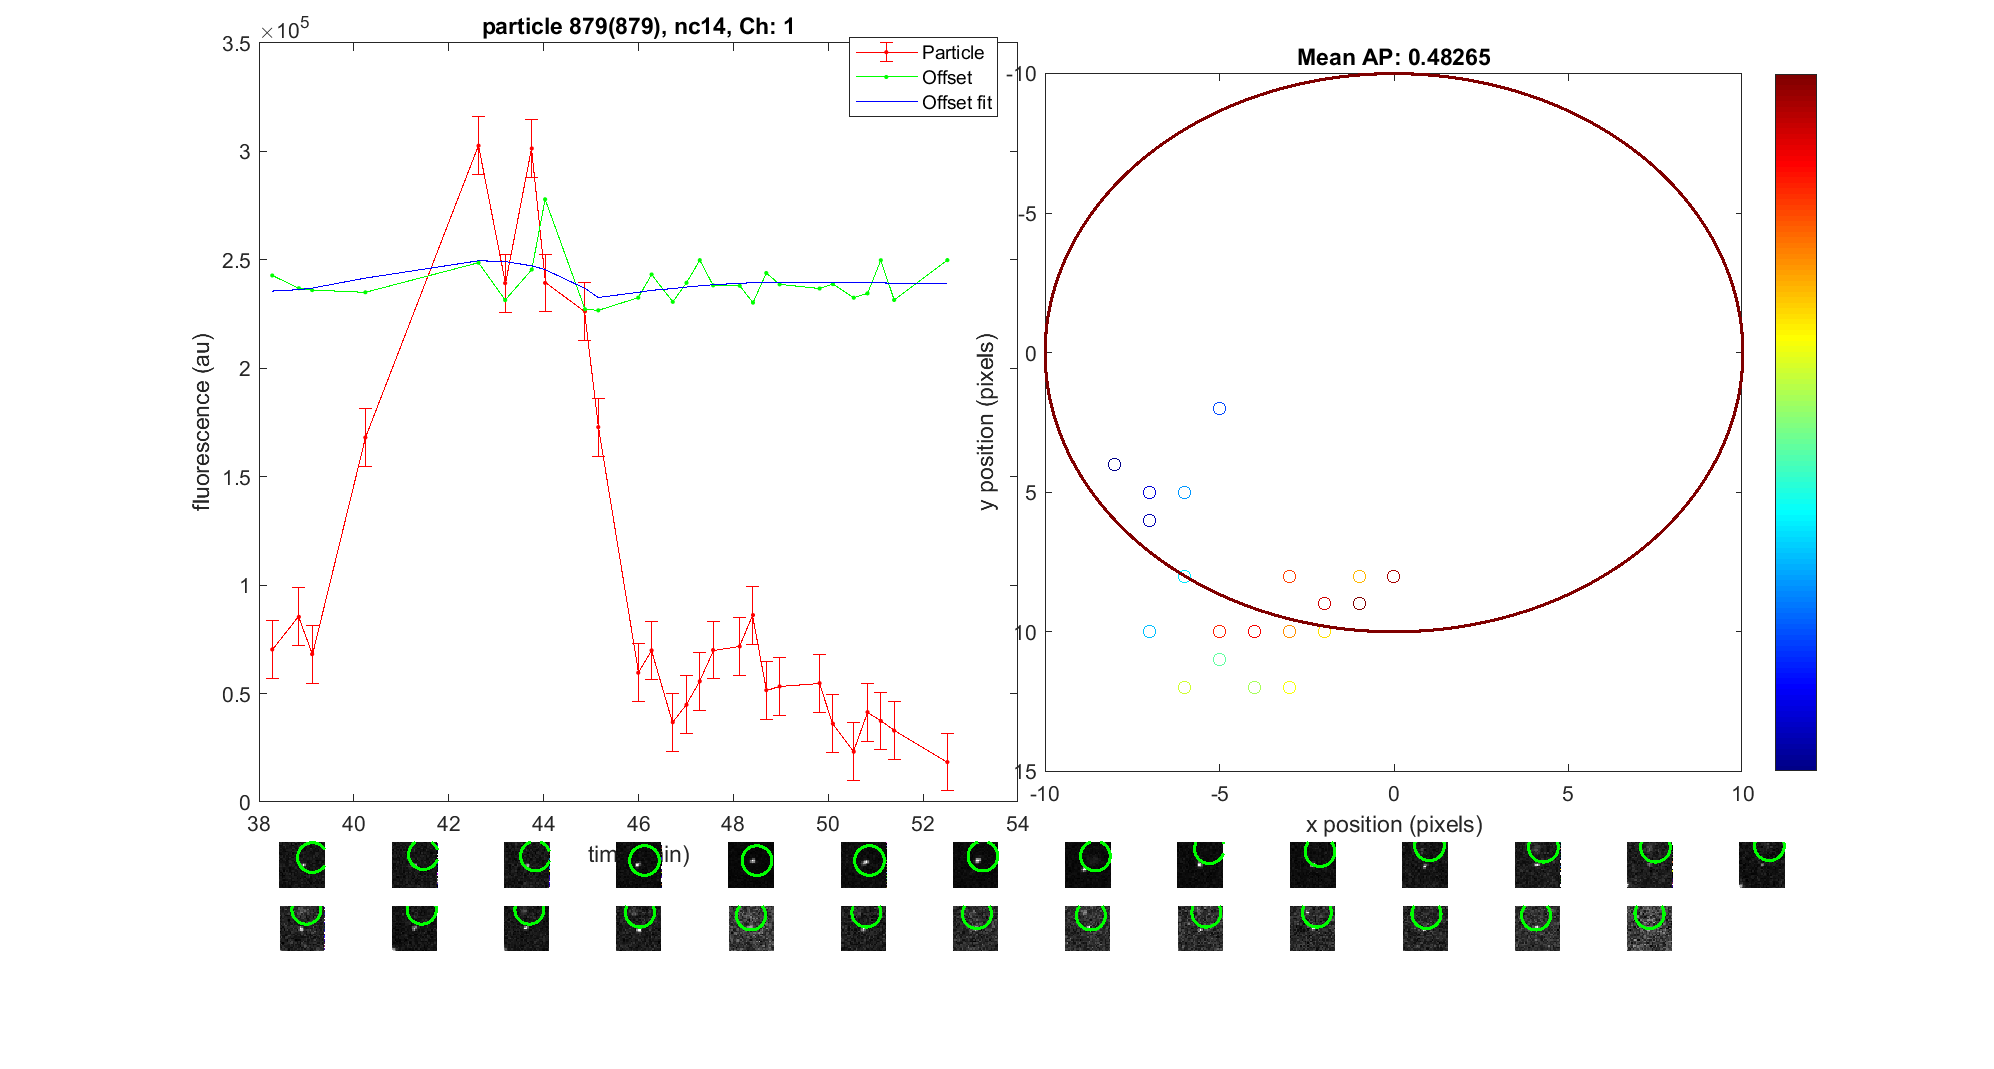 particle 879(879), nc14, Ch: 1
×10^5
Particle
Offset
Offset fit
3.5
3
2.5
2
1.5
1
0.5
0
fluorescence (au)
38 40 42 44 46 48 50 52 54
tim in)
Mean AP: 0.48265
-10
-5
0
5
10
15
y position (pixels)
-10 -5 0 5 10
x position (pixels)